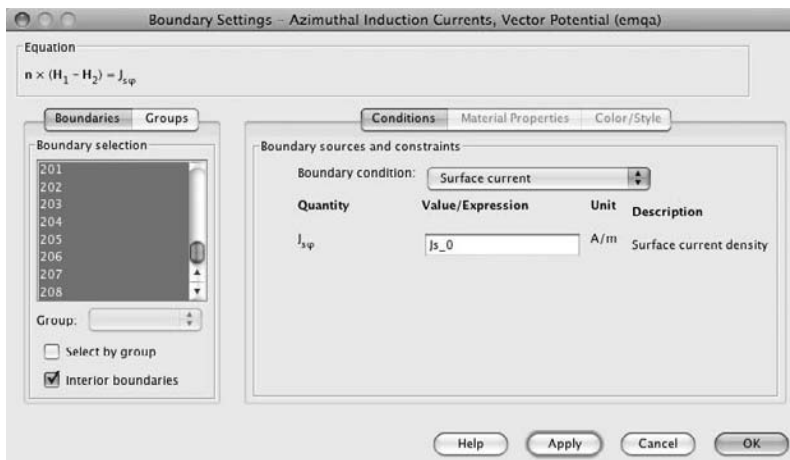 Boundary Settings – Azimuthal Induction Currents, Vector Potential (emqa)
Equation
n × (H1 – H2) = Jsφ
Boundaries Groups
Boundary selection
201
202
203
204
205
206
207
208
Group:
Select by group
Interior boundaries
Conditions Material Properties Color/Style
Boundary sources and constraints
Boundary condition: Surface current
Quantity Value/Expression Unit Description
Jsφ Js_0 A/m Surface current density
Help Apply Cancel OK